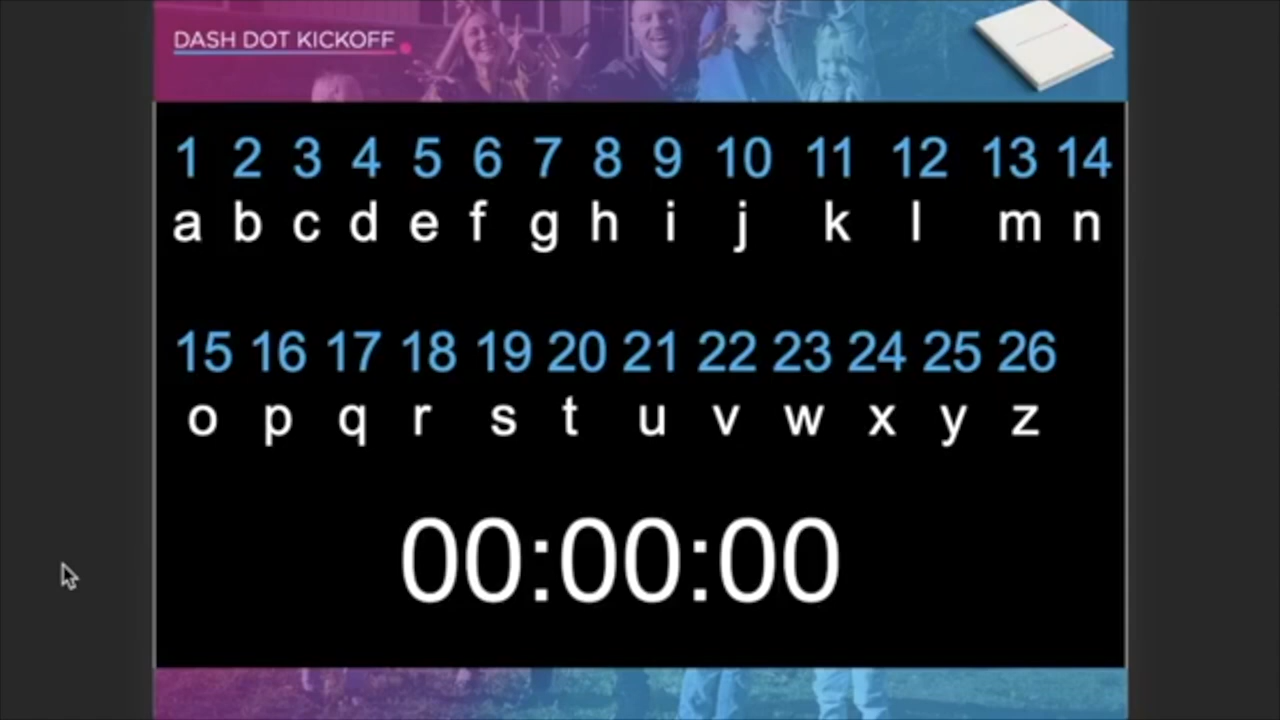 DASH DOT KICKOFF
1 2 3 4 5 6 7 8 9 10 11 12 13 14
a b c d e f g h i j k l m n
15 16 17 18 19 20 21 22 23 24 25 26
o p q r s t u v w x y z
00:00:00